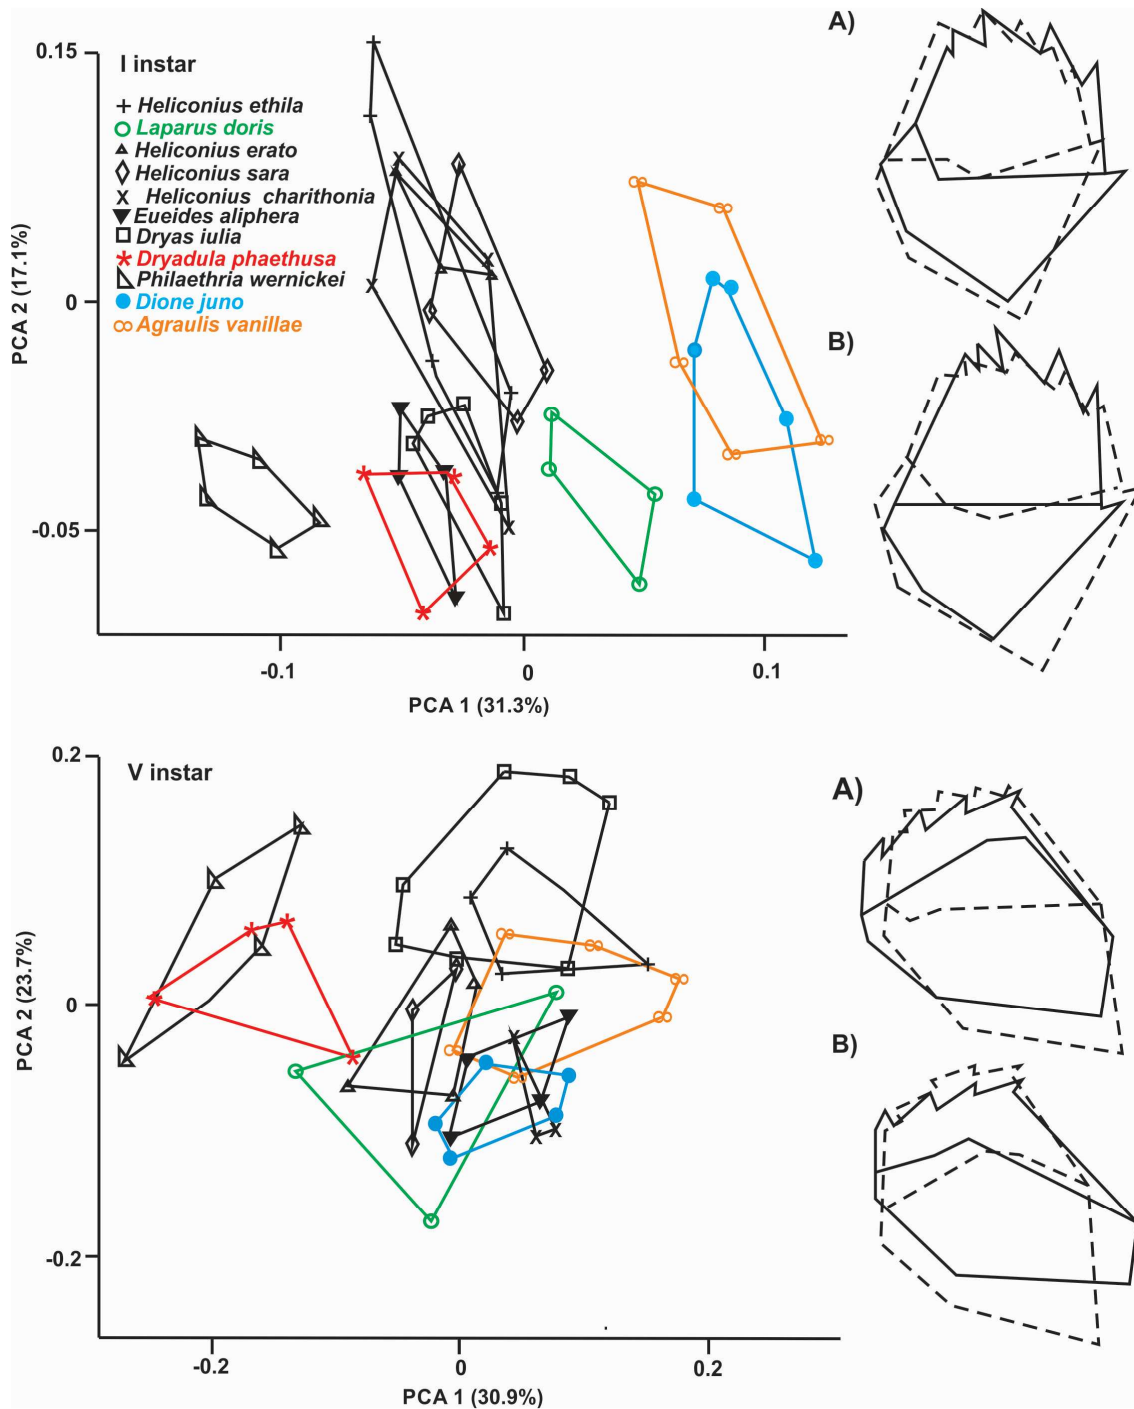 A)
0.15
I instar
Heliconius ethila
Laparus doris
Heliconius erato
Heliconius sara
Heliconius charithonia
Eueides aliphera
Dryas iulia
Dryadula phaethusa
Philaethria wernickei
Dione juno
Agraulis vanillae
PCA 2 (17.1%)
0
B)
-0.05
-0.1
0
0.1
PCA 1 (31.3%)
0.2
V instar
A)
PCA 2 (23.7%)
0
B)
-0.2
-0.2
0
0.2
PCA 1 (30.9%)